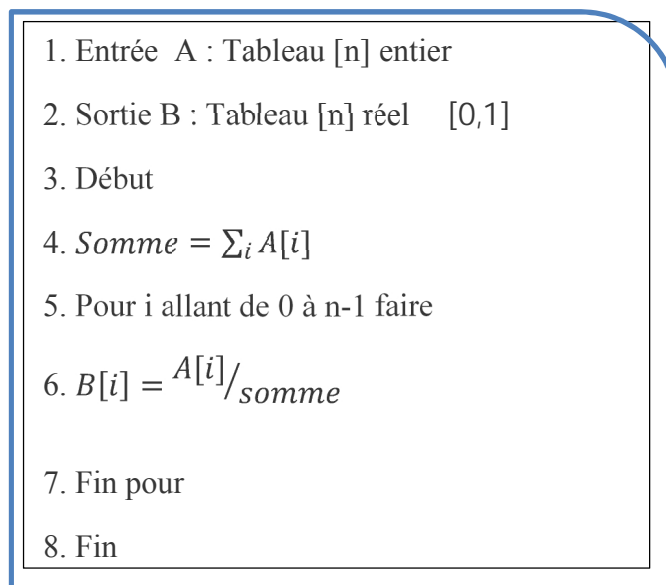 1. Entrée A : Tableau [n] entier
2. Sortie B : Tableau [n] réel [0,1]
3. Début
4. Somme = ∑ᵢ A[i]
5. Pour i allant de 0 à n-1 faire
6. B[i] = A[i]/somme
7. Fin pour
8. Fin